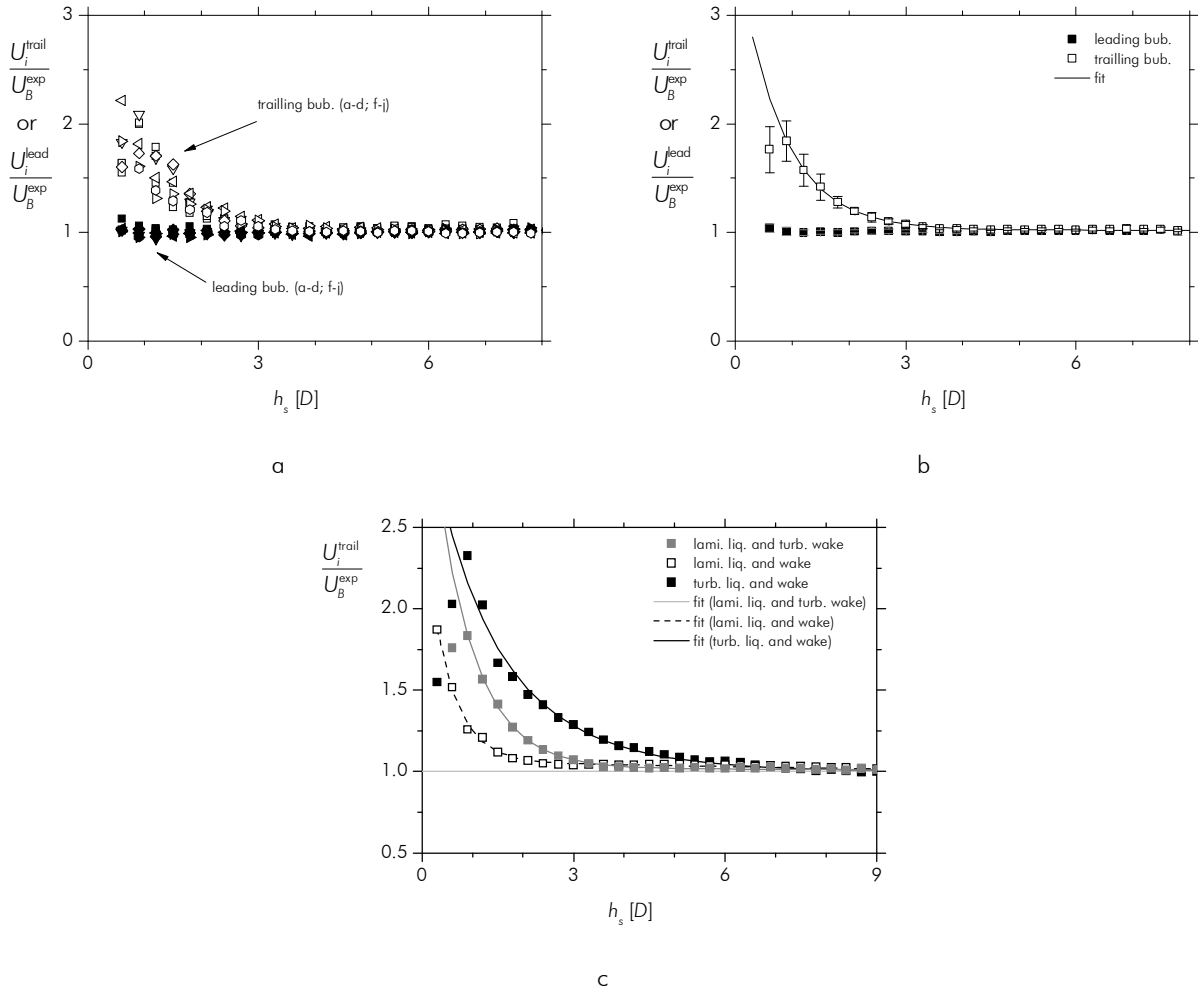 3
2
1
0
0 3 6
U_i^trail
U_B^exp
or
U_i^lead
U_B^exp
trailling bub. (a-d; f-j)
leading bub. (a-d; f-j)
h_s [D]
a
3
2
1
0
0 3 6
U_i^trail
U_B^exp
or
U_i^lead
U_B^exp
leading bub.
trailling bub.
fit
h_s [D]
b
2.5
2.0
1.5
1.0
0.5
0 3 6 9
U_i^trail
U_B^exp
lami. liq. and turb. wake
lami. liq. and wake
turb. liq. and wake
fit (lami. liq. and turb. wake)
fit (lami. liq. and wake)
fit (turb. liq. and wake)
h_s [D]
c